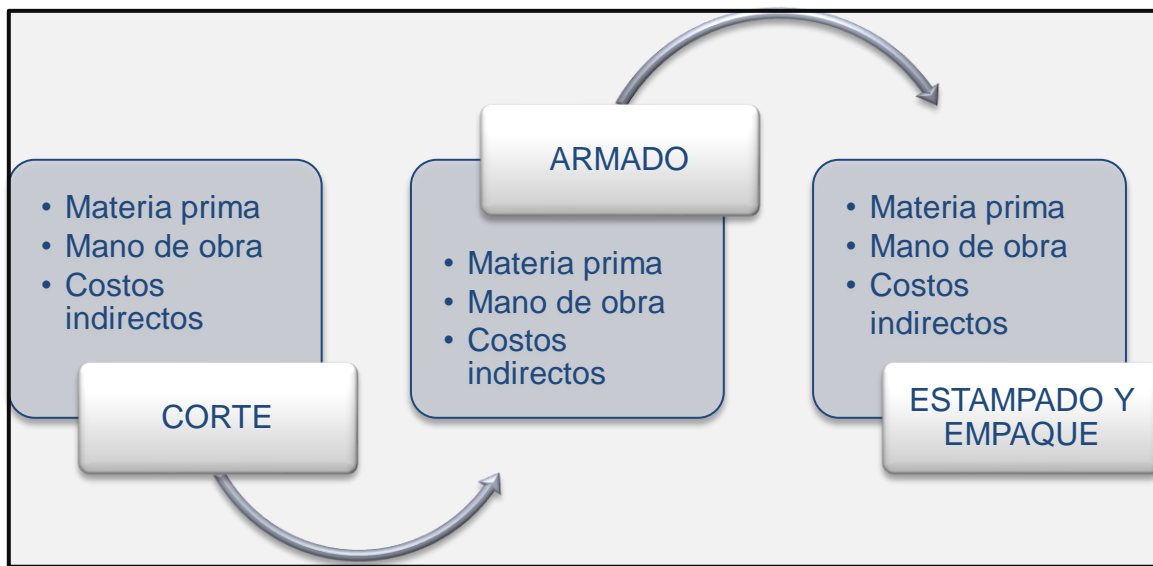 • Materia prima
• Mano de obra
• Costos
indirectos
CORTE
ARMADO
• Materia prima
• Mano de obra
• Costos
indirectos
• Materia prima
• Mano de obra
• Costos
indirectos
ESTAMPADO Y
EMPAQUE